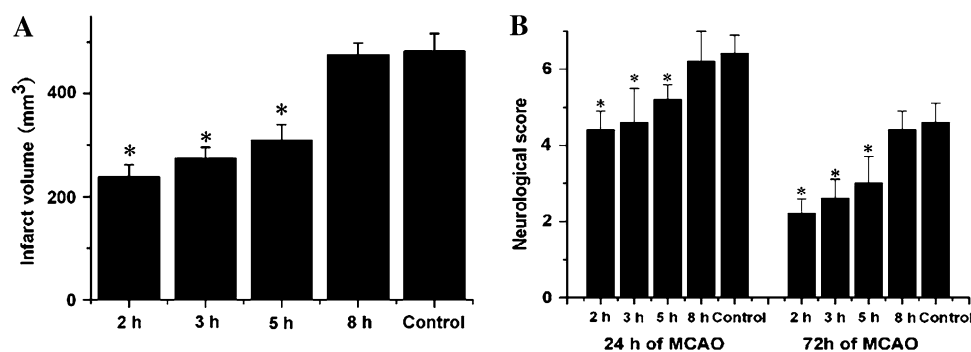 A
Infarct volume (mm³)
400
200
0
*
*
*
2 h 3 h 5 h 8 h Control
B
Neurological score
6
4
2
0
*
*
*
*
*
*
2 h 3 h 5 h 8 h Control 2 h 3 h 5 h 8 h Control
24 h of MCAO 72h of MCAO